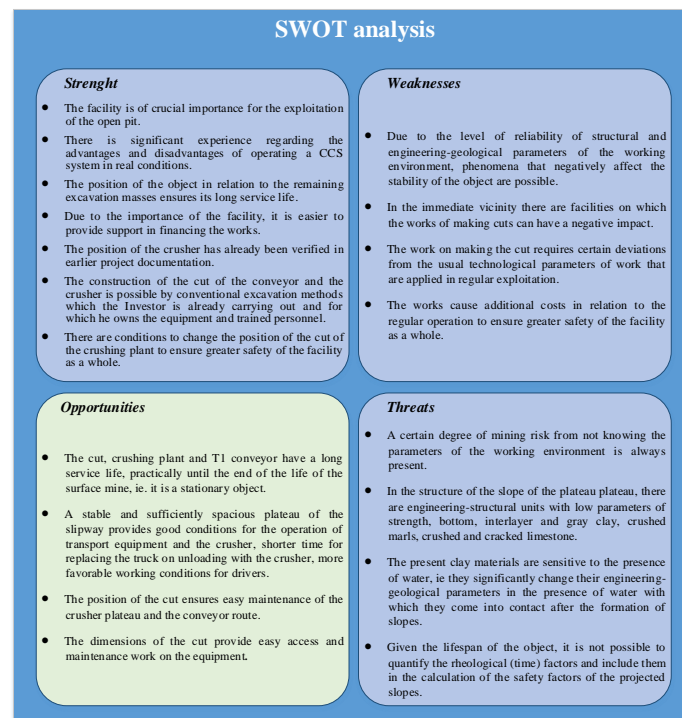 SWOT analysis
Strenght
● The facility is of crucial importance for the exploitation
of the open pit.
● There is significant experience regarding the
advantages and disadvantages of operating a CCS
system in real conditions.
● The position of the object in relation to the remaining
excavation masses ensures its long service life.
● Due to the importance of the facility, it is easier to
provide support in financing the works.
● The position of the crusher has already been verified in
earlier project documentation.
● The construction of the cut of the conveyor and the
crusher is possible by conventional excavation methods
which the Investor is already carrying out and for
which he owns the equipment and trained personnel.
● There are conditions to change the position of the cut of
the crushing plant to ensure greater safety of the facility
as a whole.
Weaknesses
● Due to the level of reliability of structural and
engineering-geological parameters of the working
environment, phenomena that negatively affect the
stability of the object are possible.
● In the immediate vicinity there are facilities on which
the works of making cuts can have a negative impact.
● The work on making the cut requires certain deviations
from the usual technological parameters of work that
are applied in regular exploitation.
● The works cause additional costs in relation to the
regular operation to ensure greater safety of the facility
as a whole.
Opportunities
● The cut, crushing plant and T1 conveyor have a long
service life, practically until the end of the life of the
surface mine, ie. it is a stationary object.
● A stable and sufficiently spacious plateau of the
slipway provides good conditions for the operation of
transport equipment and the crusher, shorter time for
replacing the truck on unloading with the crusher, more
favorable working conditions for drivers.
● The position of the cut ensures easy maintenance of the
crusher plateau and the conveyor route.
● The dimensions of the cut provide easy access and
maintenance work on the equipment.
Threats
● A certain degree of mining risk from not knowing the
parameters of the working environment is always
present.
● In the structure of the slope of the plateau plateau, there
are engineering-structural units with low parameters of
strength, bottom, interlayer and gray clay, crushed
marls, crushed and cracked limestone.
● The present clay materials are sensitive to the presence
of water, ie they significantly change their engineering-
geological parameters in the presence of water with
which they come into contact after the formation of
slopes.
● Given the lifespan of the object, it is not possible to
quantify the rheological (time) factors and include them
in the calculation of the safety factors of the projected
slopes.